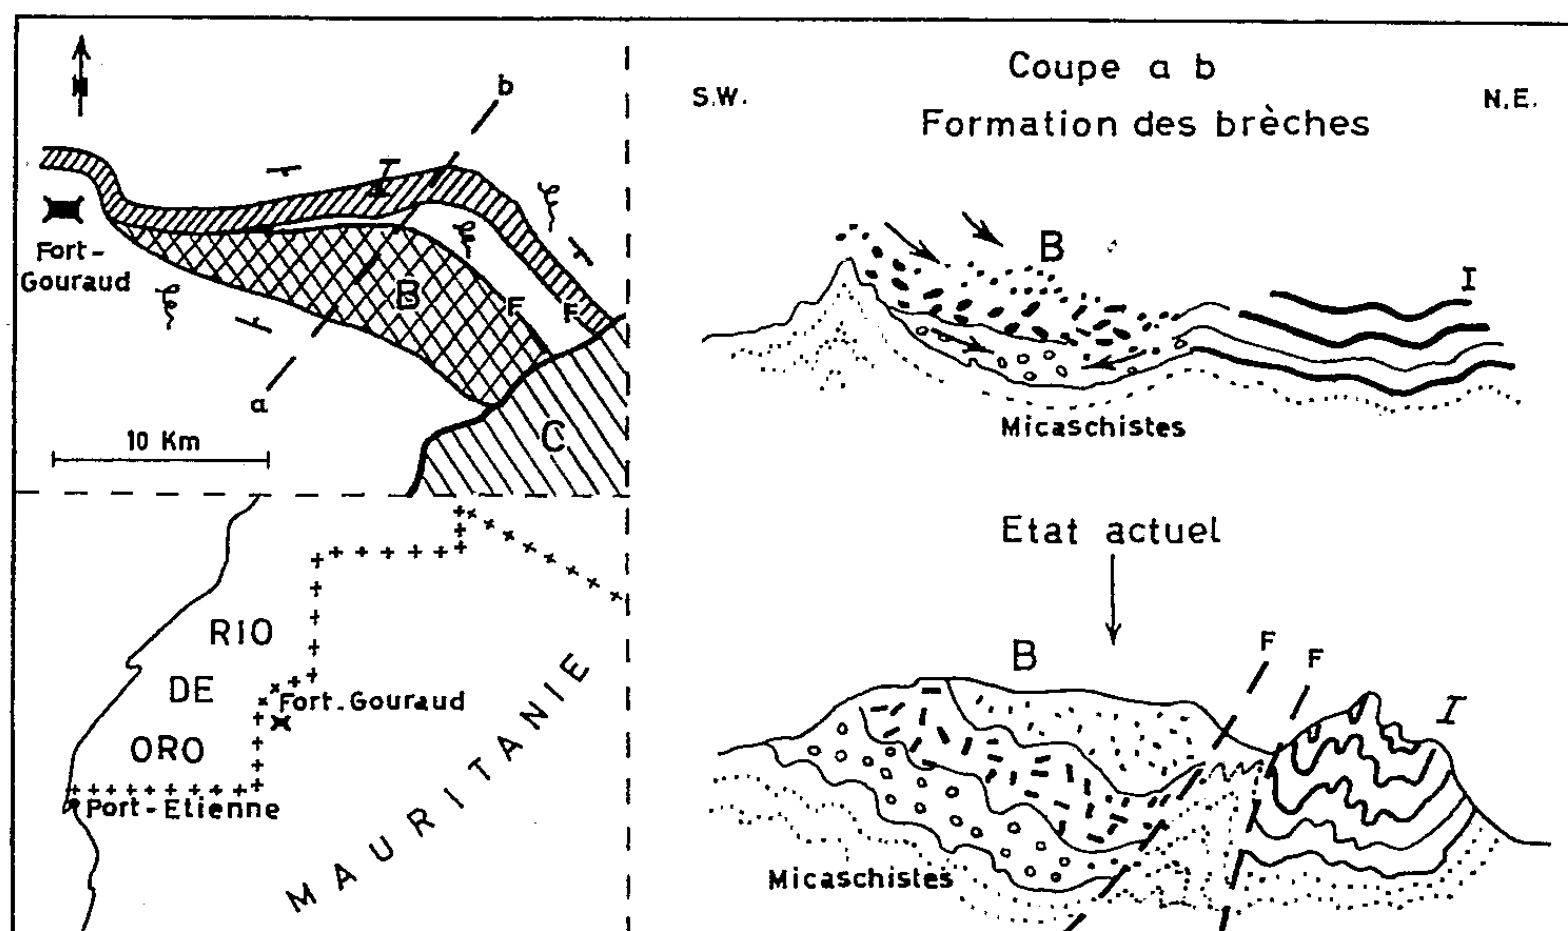 N
b
I
Fort-
Gouraud
B
F
F
a
10 Km
C
RIO
DE
ORO
Fort-Gouraud
Port-Etienne
MAURITANIE
Coupe a b
S.W.
N.E.
Formation des brèches
B
I
Micaschistes
Etat actuel
B
F
F
I
Micaschistes